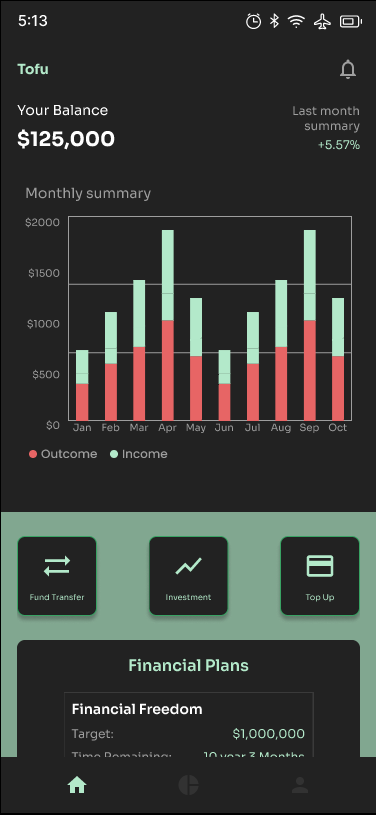 5:13
Tofu
Your Balance
$125,000
Last month
summary
+5.57%
Monthly summary
$2000
$1500
$1000
$500
$0
Jan Feb Mar Apr May Jun Jul Aug Sep Oct
Outcome Income
Fund Transfer Investment Top Up
Financial Plans
Financial Freedom
Target: $1,000,000
Time Remaining: 10 year 3 Months